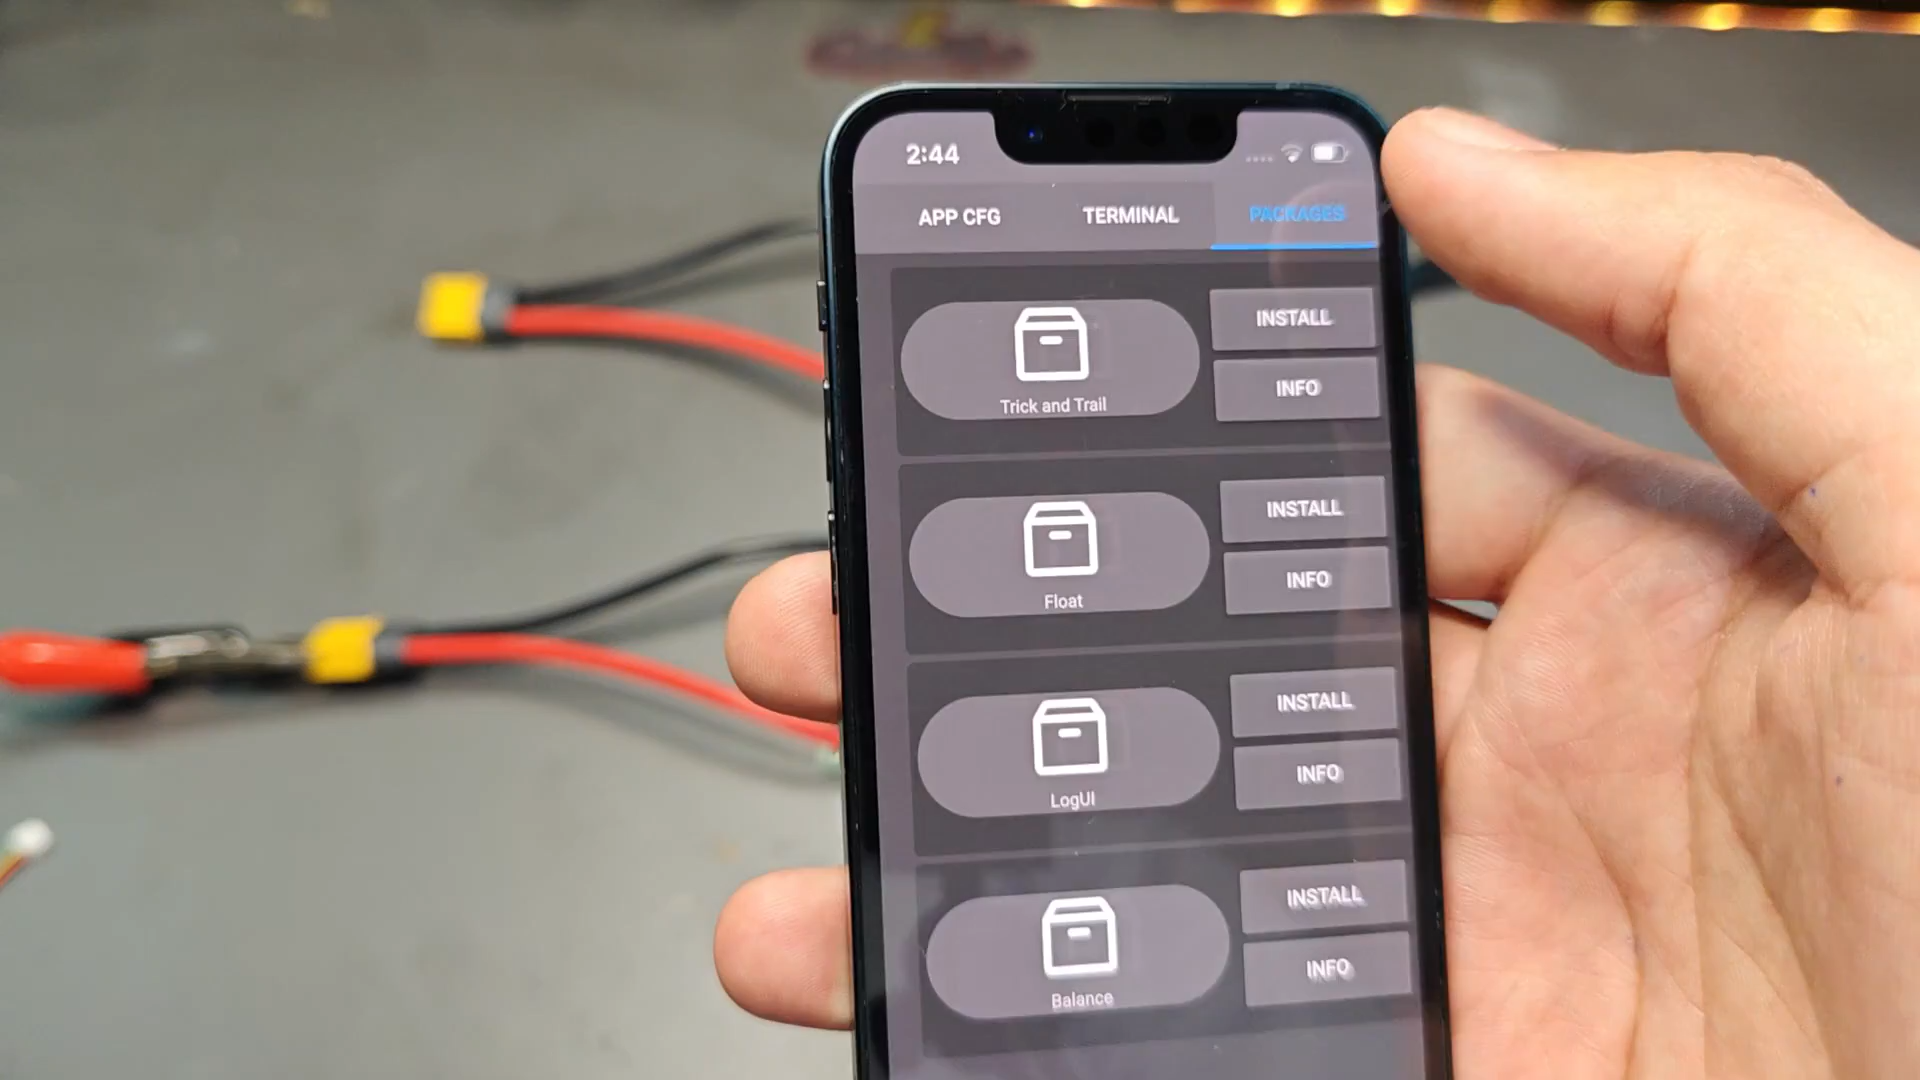 2:44
APP CFG TERMINAL PACKAGES
INSTALL
INFO
Trick and Trail
INSTALL
INFO
Float
INSTALL
INFO
LogUI
INSTALL
INFO
Balance